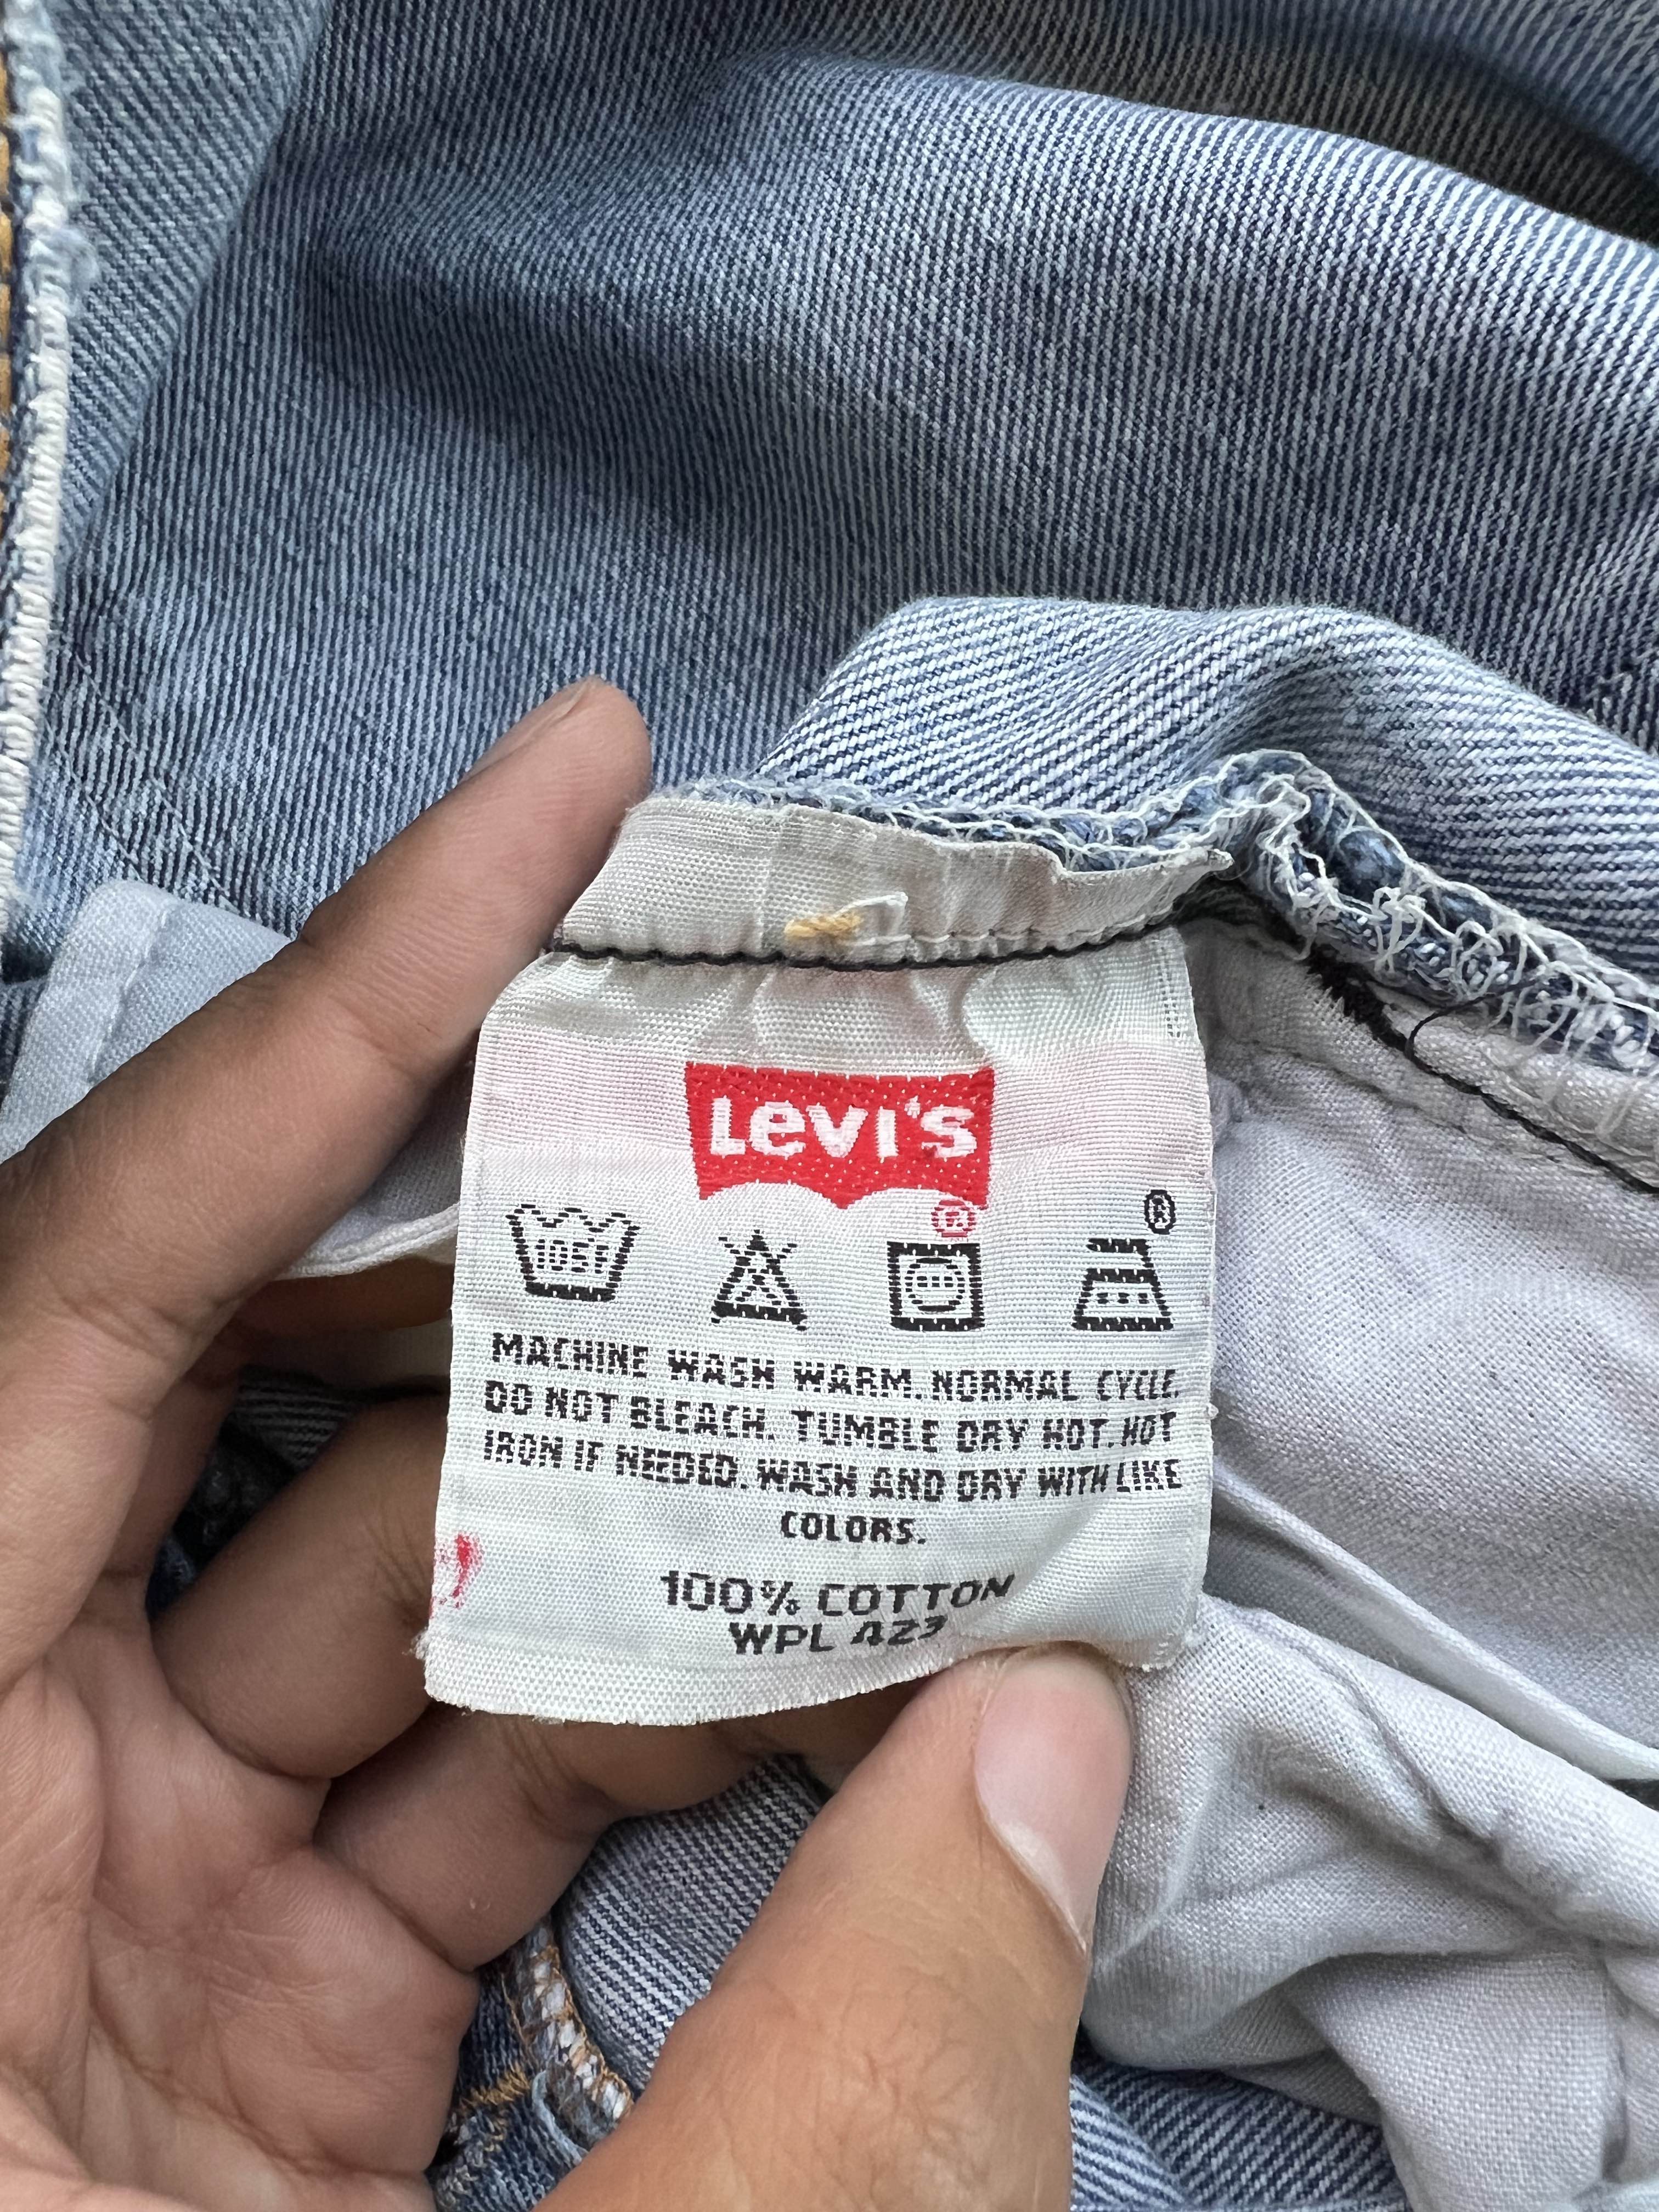 Levi's
®
®
105F
MACHINE WASH WARM. NORMAL CYCLE.
DO NOT BLEACH. TUMBLE DRY HOT. HOT
IRON IF NEEDED. WASH AND DRY WITH LIKE
COLORS.
100% COTTON
WPL 423